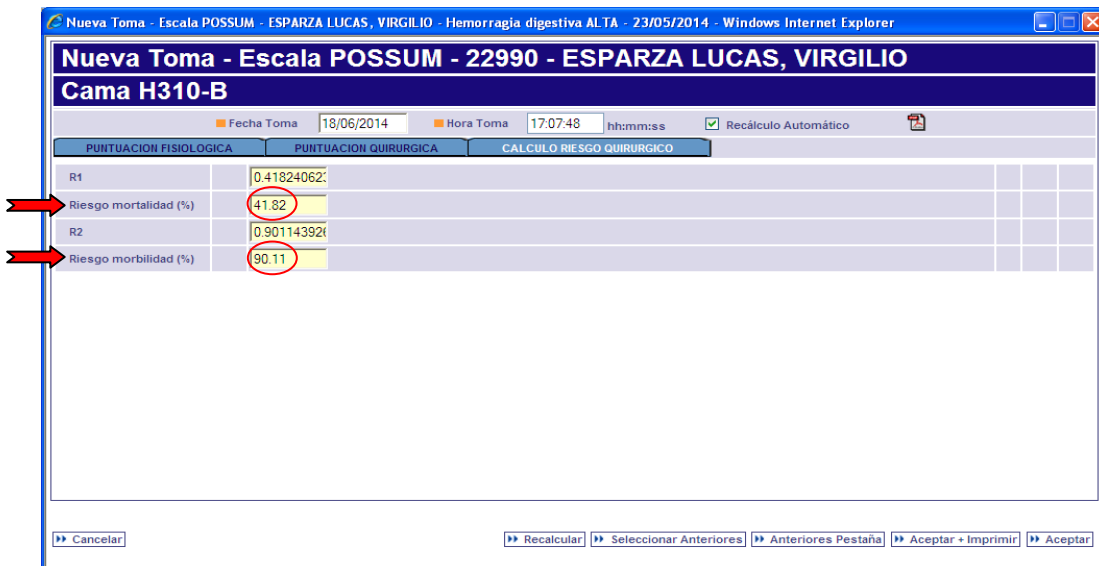 Nueva Toma - Escala POSSUM - ESPARZA LUCAS, VIRGILIO - Hemorragia digestiva ALTA - 23/05/2014 - Windows Internet Explorer
Nueva Toma - Escala POSSUM - 22990 - ESPARZA LUCAS, VIRGILIO
Cama H310-B
Fecha Toma 18/06/2014 Hora Toma 17:07:48 hh:mm:ss Recálculo Automático
PUNTUACION FISIOLOGICA PUNTUACION QUIRURGICA CALCULO RIESGO QUIRURGICO
R1 0.41824062
Riesgo mortalidad (%) 41.82
R2 0.90114392
Riesgo morbilidad (%) 90.11
Cancelar Recalcular Seleccionar Anteriores Anteriores Pestaña Aceptar + Imprimir Aceptar